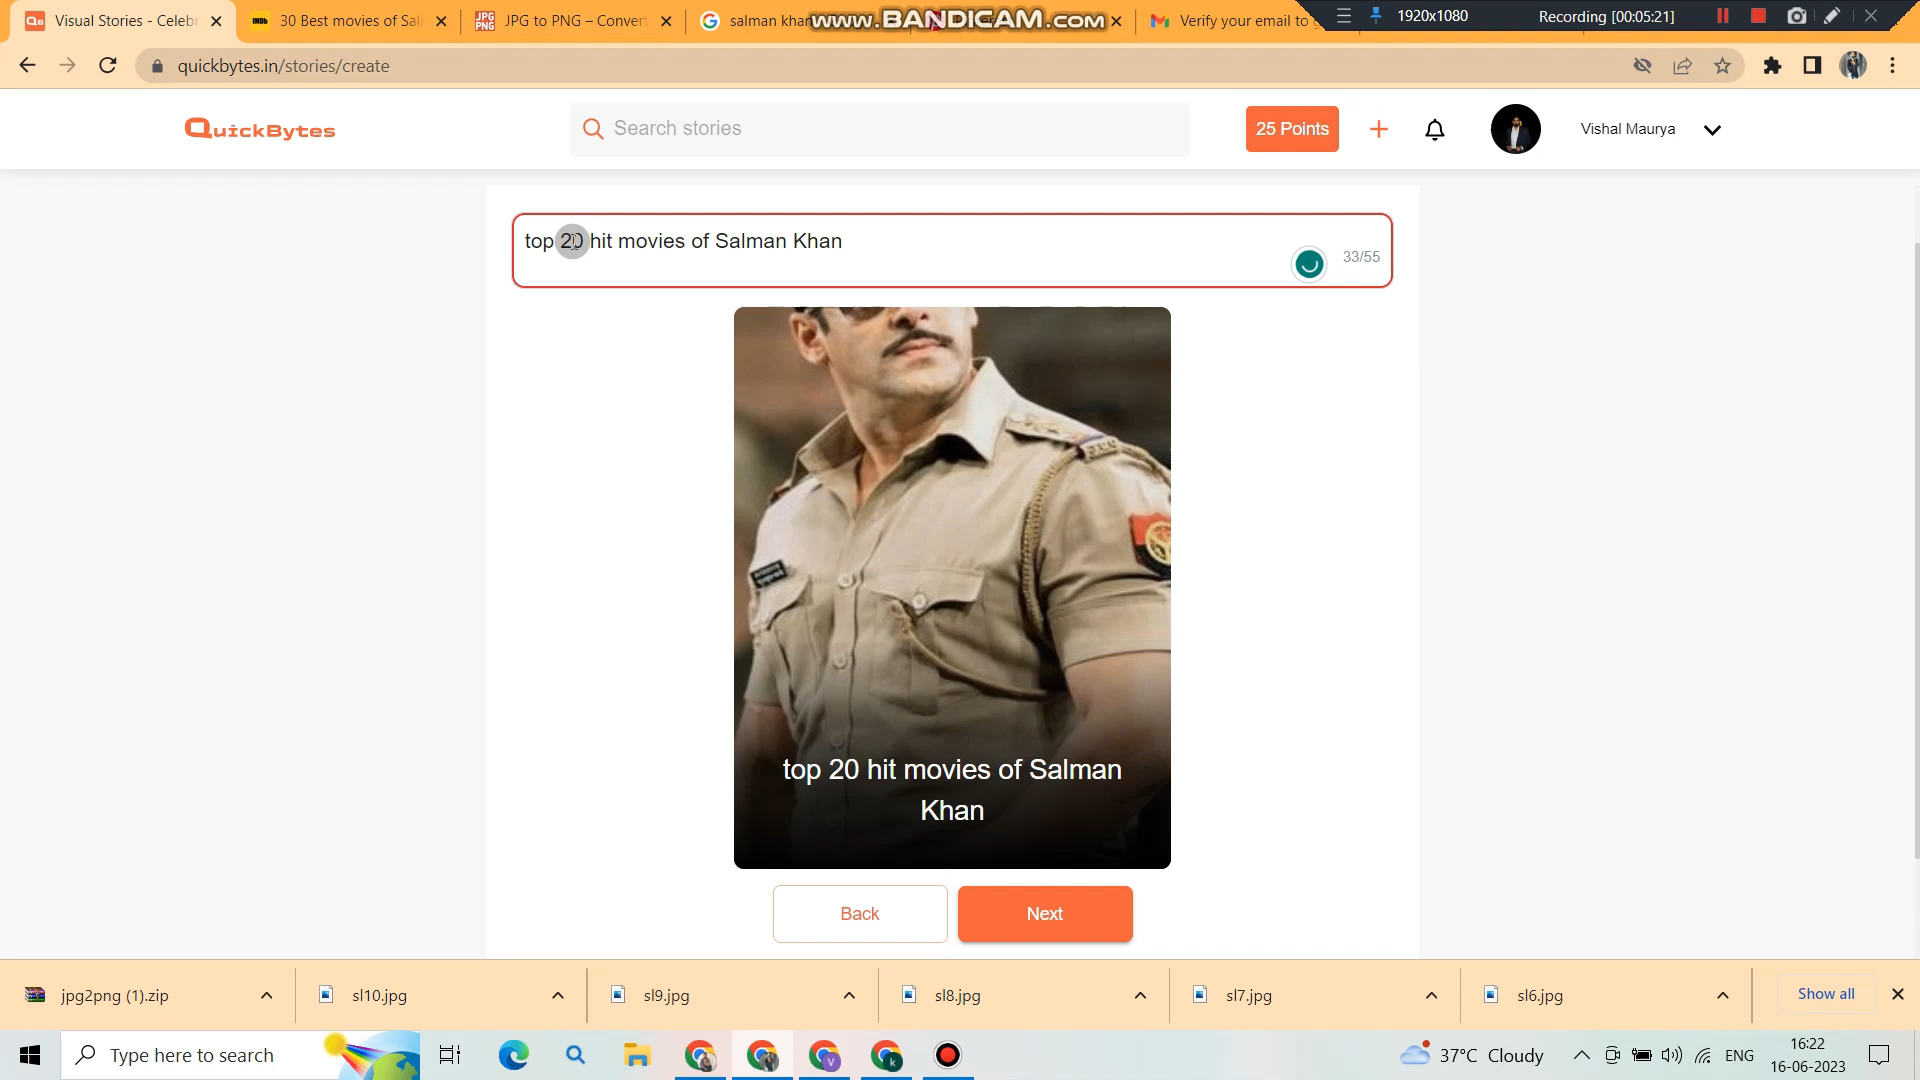 Visual Stories - Celebr
30 Best movies of Sal
JPG to PNG – Convert
salman khan
Verify your email to
www.BANDICAM.com
1920x1080
Recording [00:05:21]
quickbytes.in/stories/create
QuickBytes
Search stories
25 Points
Vishal Maurya
top 20 hit movies of Salman Khan
33/55
top 20 hit movies of Salman
Khan
Back
Next
jpg2png (1).zip
sl10.jpg
sl9.jpg
sl8.jpg
sl7.jpg
sl6.jpg
Show all
Type here to search
37°C Cloudy
ENG
16:22
16-06-2023